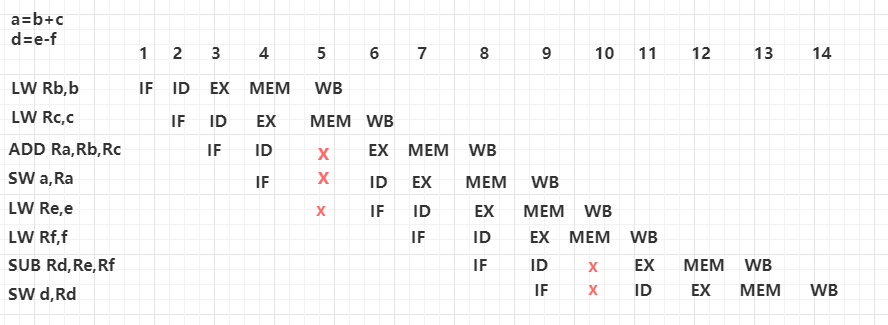 a=b+c
d=e-f
1 2 3 4 5 6 7 8 9 10 11 12 13 14
LW Rb,b IF ID EX MEM WB
LW Rc,c IF ID EX MEM WB
ADD Ra,Rb,Rc IF ID X EX MEM WB
SW a,Ra IF X ID EX MEM WB
LW Re,e X IF ID EX MEM WB
LW Rf,f IF ID EX MEM WB
SUB Rd,Re,Rf IF ID X EX MEM WB
SW d,Rd IF X ID EX MEM WB